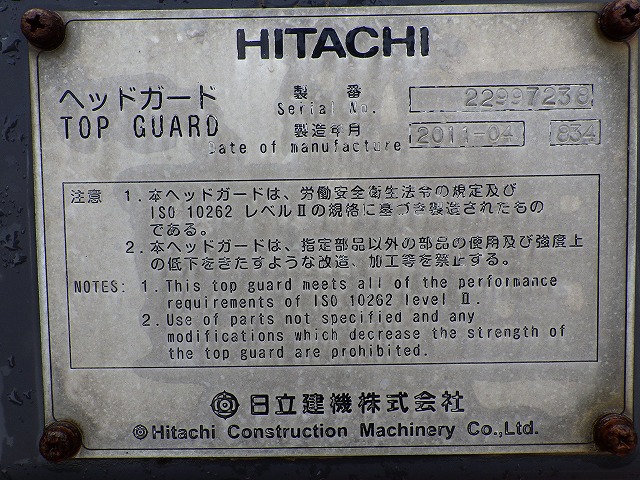 HITACHI
ヘッドガード 製 番 22997238
TOP GUARD Serial No.
製造年月 2011-04 834
Date of manufacture
注意 1. 本ヘッドガードは、労働安全衛生法令の規定及び
ISO 10262 レベルⅡの規格に基づき製造されたもの
である。
2. 本ヘッドガードは、指定部品以外の部品の使用及び強度上
の低下をきたすような改造、加工等を禁止する。
NOTES: 1. This top guard meets all of the performance
requirements of ISO 10262 level Ⅱ.
2. Use of parts not specified and any
modifications which decrease the strength of
the top guard are prohibited.
日立建機株式会社
©Hitachi Construction Machinery Co.,Ltd.